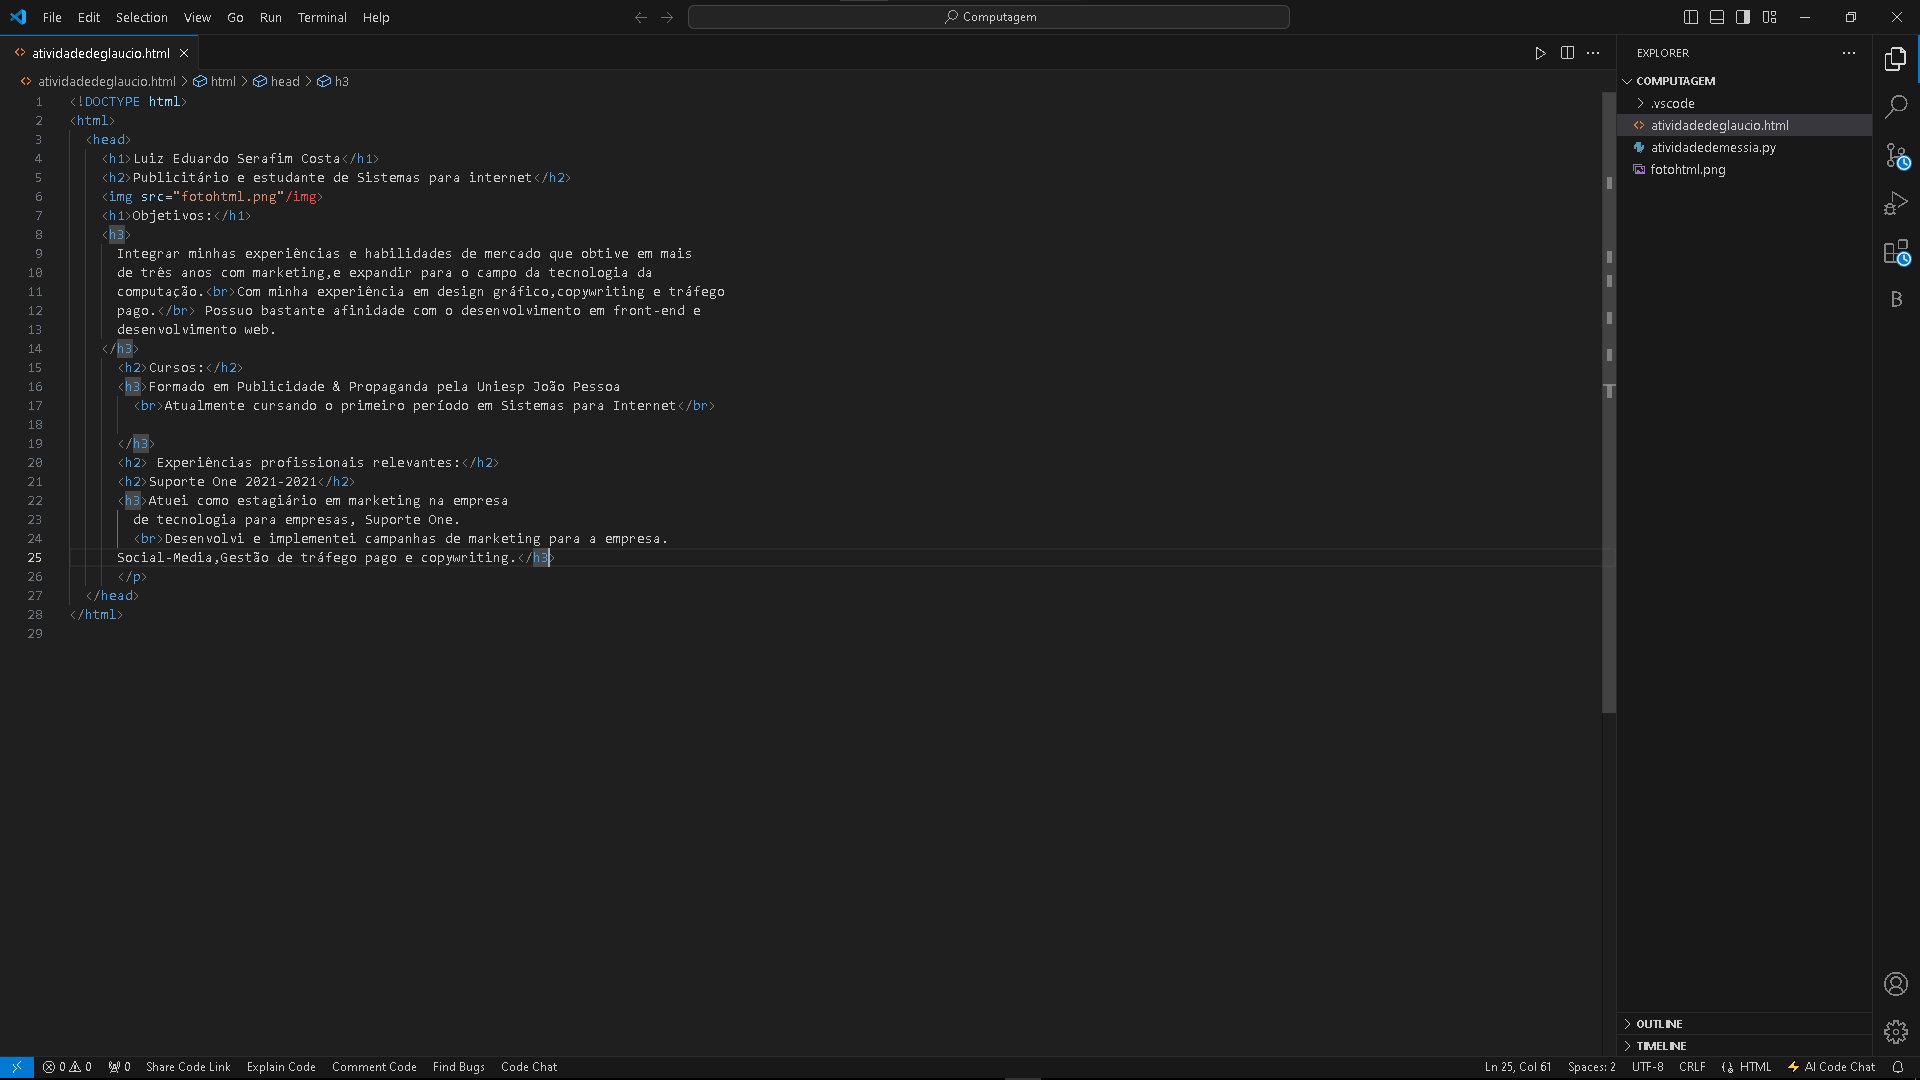 File Edit Selection View Go Run Terminal Help
Computagem
atividadedeglaucio.html
atividadedeglaucio.html > html > head > h3
1 <!DOCTYPE html>
2 <html>
3 <head>
4 <h1>Luiz Eduardo Serafim Costa</h1>
5 <h2>Publicitário e estudante de Sistemas para internet</h2>
6 <img src="fotohtml.png"/img>
7 <h1>Objetivos:</h1>
8 <h3>
9 Integrar minhas experiências e habilidades de mercado que obtive em mais
10 de três anos com marketing,e expandir para o campo da tecnologia da
11 computação.<br>Com minha experiência em design gráfico,copywriting e tráfego
12 pago.</br> Possuo bastante afinidade com o desenvolvimento em front-end e
13 desenvolvimento web.
14 </h3>
15 <h2>Cursos:</h2>
16 <h3>Formado em Publicidade & Propaganda pela Uniesp João Pessoa
17 <br>Atualmente cursando o primeiro período em Sistemas para Internet</br>
18
19 </h3>
20 <h2> Experiências profissionais relevantes:</h2>
21 <h2>Suporte One 2021-2021</h2>
22 <h3>Atuei como estagiário em marketing na empresa
23 de tecnologia para empresas, Suporte One.
24 <br>Desenvolvi e implementei campanhas de marketing para a empresa.
25 Social-Media,Gestão de tráfego pago e copywriting.</h3>
26 </p>
27 </head>
28 </html>
29
EXPLORER
COMPUTAGEM
.vscode
atividadedeglaucio.html
atividadedemessia.py
fotohtml.png
B
OUTLINE
TIMELINE
0 0 0 Share Code Link Explain Code Comment Code Find Bugs Code Chat Ln 25, Col 61 Spaces: 2 UTF-8 CRLF HTML AI Code Chat